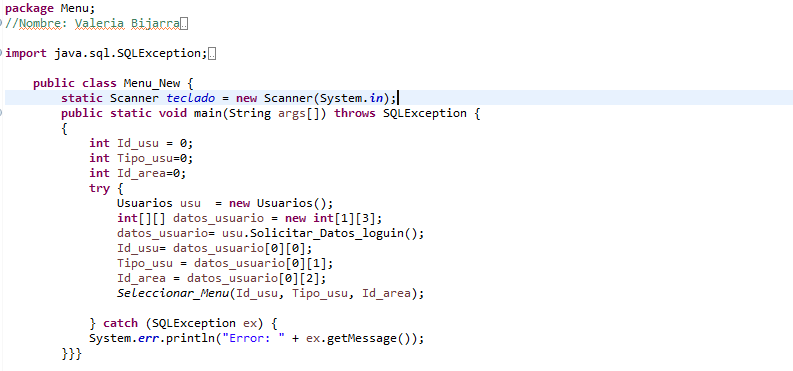 package Menu;
//Nombre: Valeria Bijarra
import java.sql.SQLException;
public class Menu_New {
static Scanner teclado = new Scanner(System.in);
public static void main(String args[]) throws SQLException {
{
int Id_usu = 0;
int Tipo_usu=0;
int Id_area=0;
try {
Usuarios usu  = new Usuarios();
int[][] datos_usuario = new int[1][3];
datos_usuario= usu.Solicitar_Datos_loguin();
Id_usu= datos_usuario[0][0];
Tipo_usu = datos_usuario[0][1];
Id_area = datos_usuario[0][2];
Seleccionar_Menu(Id_usu, Tipo_usu, Id_area);
} catch (SQLException ex) {
System.err.println("Error: " + ex.getMessage());
}}}